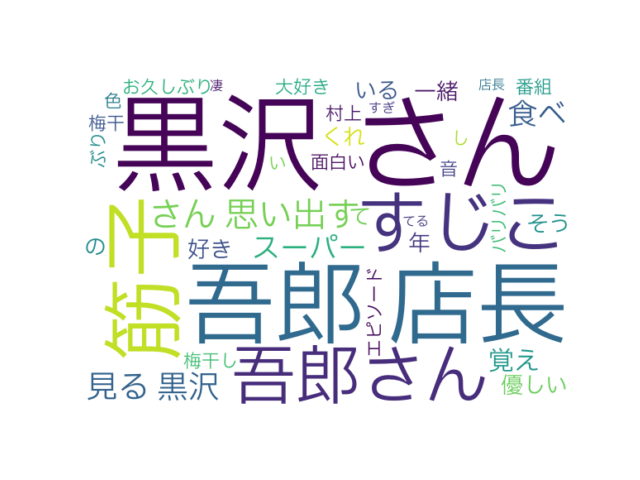 お久しぶり
凄
大好き
いる
一緒
店長
番組
色
黒沢さん
村上
すぎ
食べ
梅干
くれ
し
ぷり
い
面白い
音
筋子
さん
思い出す
て
すじこ
てる
バリバリ
そう
の
好き
スーパー
年
吾郎
店長
エピソード
梅干し
吾郎さん
覚え
見る
黒沢
優しい